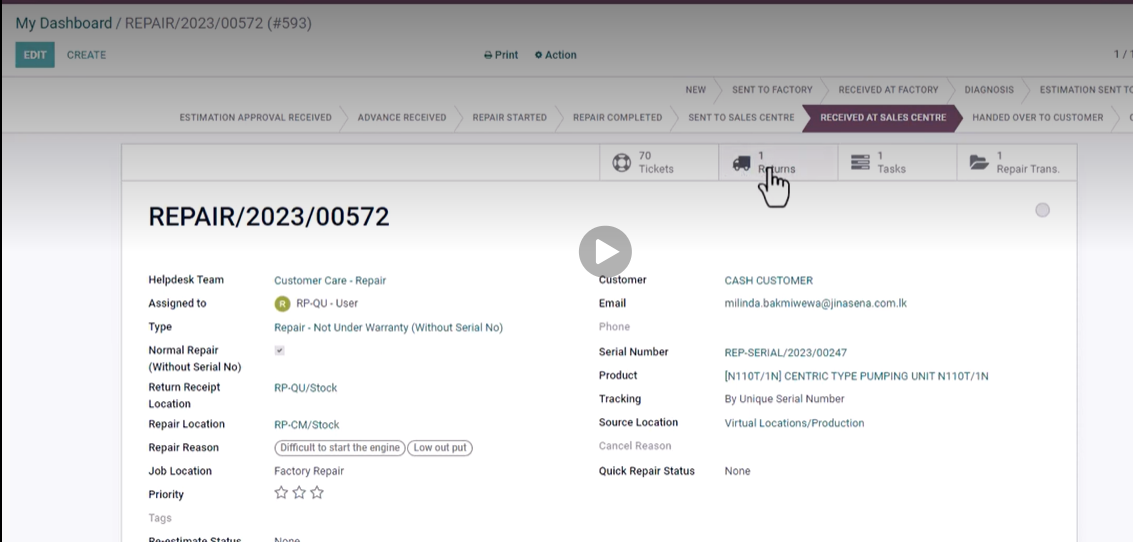 My Dashboard / REPAIR/2023/00572 (#593)
EDIT CREATE Print Action 1 / 1
NEW SENT TO FACTORY RECEIVED AT FACTORY DIAGNOSIS ESTIMATION SENT TO
ESTIMATION APPROVAL RECEIVED ADVANCE RECEIVED REPAIR STARTED REPAIR COMPLETED SENT TO SALES CENTRE RECEIVED AT SALES CENTRE HANDED OVER TO CUSTOMER
70 Tickets
1 Returns
1 Tasks
1 Repair Trans.
REPAIR/2023/00572
Helpdesk Team Customer Care - Repair
Assigned to R RP-QU - User
Type Repair - Not Under Warranty (Without Serial No)
Normal Repair
(Without Serial No)
Return Receipt Location RP-QU/Stock
Repair Location RP-CM/Stock
Repair Reason Difficult to start the engine Low out put
Job Location Factory Repair
Priority
Tags
Re-estimate Status None
Customer CASH CUSTOMER
Email milinda.bakmiwewa@jinasena.com.lk
Phone
Serial Number REP-SERIAL/2023/00247
Product [N110T/1N] CENTRIC TYPE PUMPING UNIT N110T/1N
Tracking By Unique Serial Number
Source Location Virtual Locations/Production
Cancel Reason
Quick Repair Status None